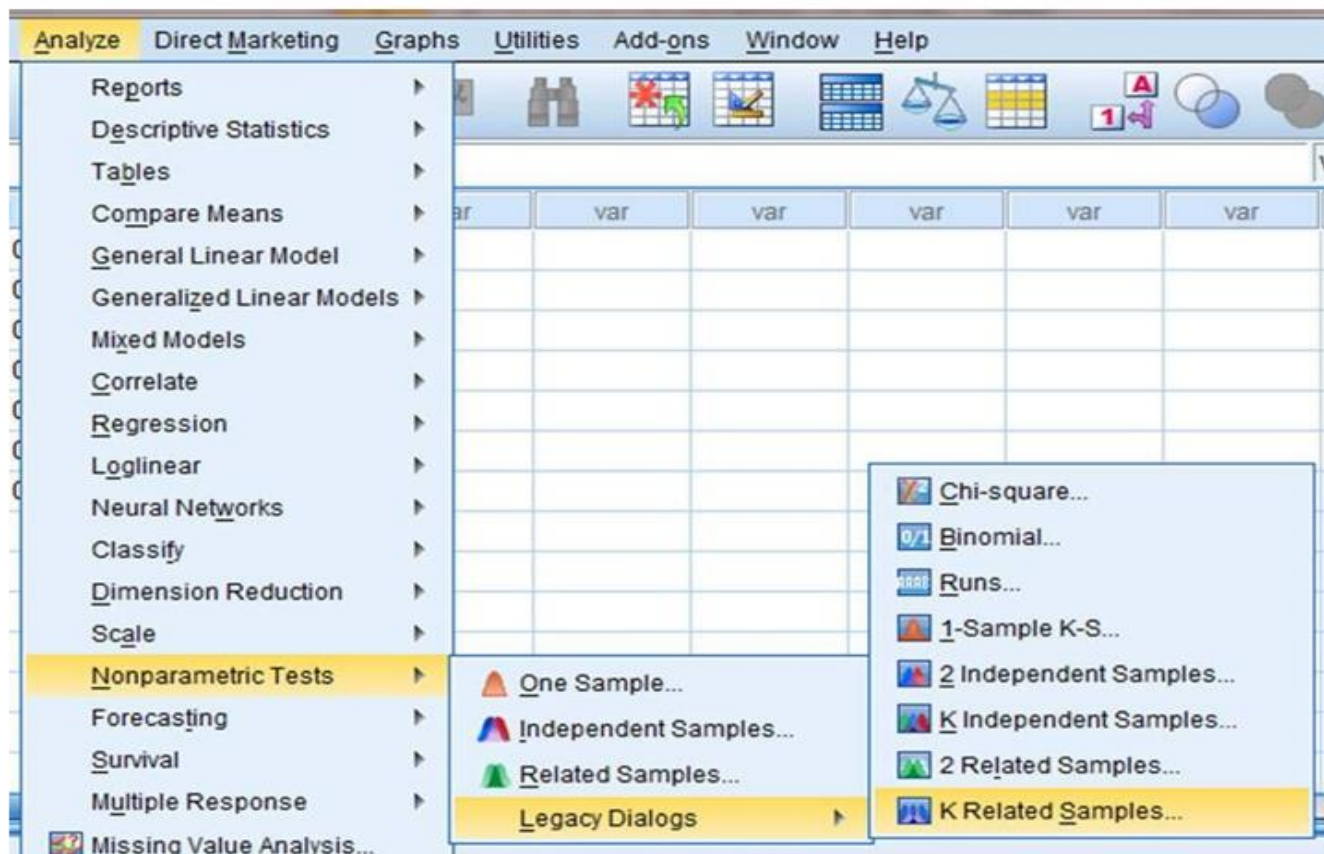 Analyze Direct Marketing Graphs Utilities Add-ons Window Help
Reports
Descriptive Statistics
Tables
Compare Means
General Linear Model
Generalized Linear Models
Mixed Models
Correlate
Regression
Loglinear
Neural Networks
Classify
Dimension Reduction
Scale
Nonparametric Tests
Forecasting
Survival
Multiple Response
Missing Value Analysis...
A
1
var var var var var
One Sample...
Independent Samples...
Related Samples...
Legacy Dialogs
Chi-square...
0/1 Binomial...
Runs...
1-Sample K-S...
2 Independent Samples...
K Independent Samples...
2 Related Samples...
K Related Samples...